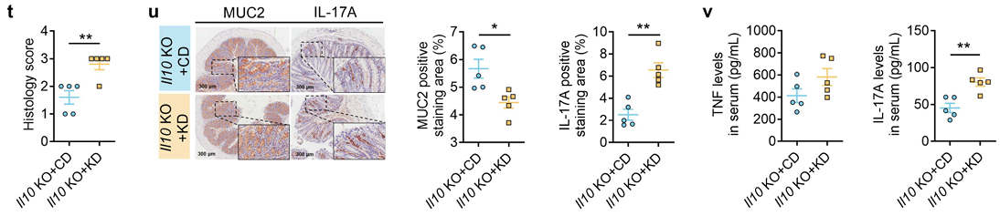 t
Histology score
4
3
2
1
0
**
Il10 KO+CD
Il10 KO+KD
u
MUC2
IL-17A
Il10 KO
+CD
Il10 KO
+KD
300 μm
300 μm
300 μm
300 μm
MUC2 positive
staining area (%)
7
6
5
4
3
*
Il10 KO+CD
Il10 KO+KD
IL-17A positive
staining area (%)
10
8
6
4
2
0
**
Il10 KO+CD
Il10 KO+KD
v
TNF levels
in serum (pg/mL)
1000
800
600
400
200
0
Il10 KO+CD
Il10 KO+KD
IL-17A levels
in serum (pg/mL)
150
100
50
0
**
Il10 KO+CD
Il10 KO+KD